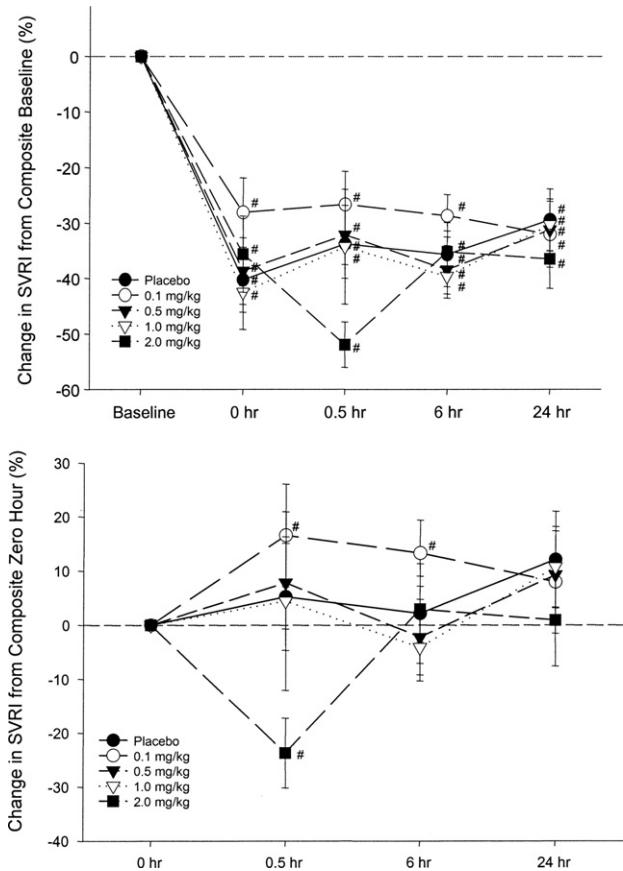 Change in SVRI from Composite Baseline (%)
0
-10
-20
-30
-40
-50
-60
# # # #
# # # #
# # # #
# # # #
# # # #
Placebo
0.1 mg/kg
0.5 mg/kg
1.0 mg/kg
2.0 mg/kg
Baseline 0 hr 0.5 hr 6 hr 24 hr
Change in SVRI from Composite Zero Hour (%)
30
20
10
0
-10
-20
-30
-40
# #
#
Placebo
0.1 mg/kg
0.5 mg/kg
1.0 mg/kg
2.0 mg/kg
0 hr 0.5 hr 6 hr 24 hr